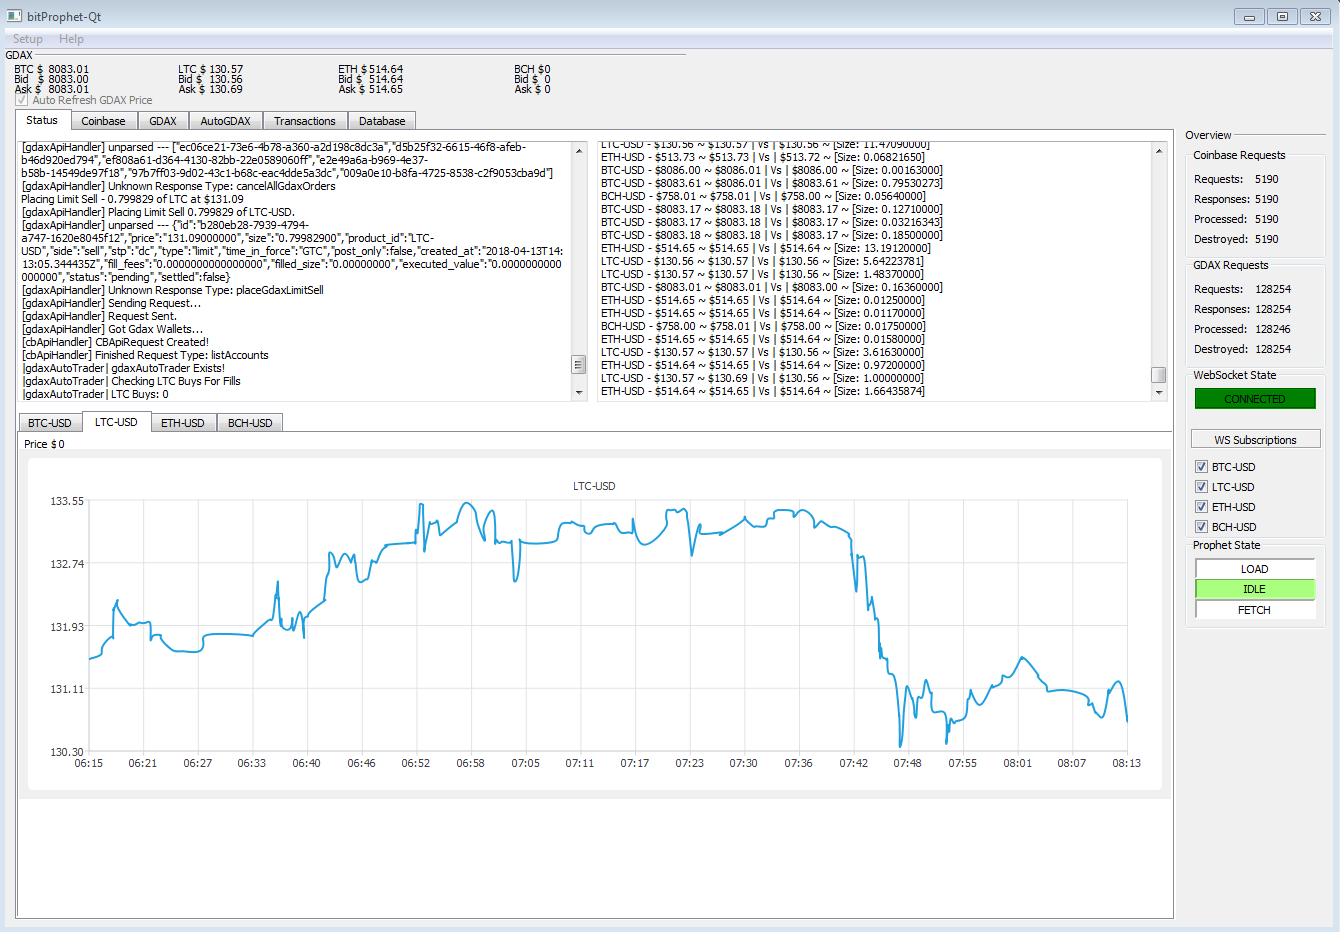 bitProphet-Qt
Setup Help
GDAX
BTC $ 8083.01 LTC $ 130.57 ETH $ 514.64 BCH $0
Bid $ 8083.00 Bid $ 130.56 Bid $ 514.64 Bid $ 0
Ask $ 8083.01 Ask $ 130.69 Ask $ 514.65 Ask $ 0
Auto Refresh GDAX Price
Status Coinbase GDAX AutoGDAX Transactions Database
[gdaxApiHandler] unparsed --- ["ec06ce21-73e6-4b78-a360-a2d198c8dc3a","d5b25f32-6615-46f8-afeb-
b46d920ed794","ef808a61-d364-4130-82bb-22e0589060ff","e2e49a6a-b969-4e37-
b58b-14549de97f18","97b7ff03-9d02-43c1-b68c-eac4dde5a3dc","009a0e10-b8fa-4725-8538-c2f9053cba9d"]
[gdaxApiHandler] Unknown Response Type: cancelAllGdaxOrders
Placing Limit Sell - 0.799829 of LTC at $131.09
[gdaxApiHandler] Placing Limit Sell 0.799829 of LTC-USD.
[gdaxApiHandler] unparsed --- {"id":"b280eb28-7939-4794-
a747-1620e8045f12","price":"131.09000000","size":"0.79982900","product_id":"LTC-
USD","side":"sell","stp":"dc","type":"limit","time_in_force":"GTC","post_only":false,"created_at":"2018-04-13T14:
13:05.344435Z","fill_fees":"0.0000000000000000","filled_size":"0.00000000","executed_value":"0.0000000000
000000","status":"pending","settled":false}
[gdaxApiHandler] Unknown Response Type: placeGdaxLimitSell
[gdaxApiHandler] Sending Request...
[gdaxApiHandler] Request Sent.
[gdaxApiHandler] Got Gdax Wallets...
[cbApiHandler] CBApiRequest Created!
[cbApiHandler] Finished Request Type: listAccounts
|gdaxAutoTrader| gdaxAutoTrader Exists!
|gdaxAutoTrader| Checking LTC Buys For Fills
|gdaxAutoTrader| LTC Buys: 0
LTC-USD - $130.56 ~ $130.57 | Vs | $130.56 ~ [Size: 11.47090000]
ETH-USD - $513.73 ~ $513.73 | Vs | $513.72 ~ [Size: 0.06821650]
BTC-USD - $8086.00 ~ $8086.01 | Vs | $8086.00 ~ [Size: 0.00163000]
BTC-USD - $8083.61 ~ $8086.01 | Vs | $8083.61 ~ [Size: 0.79530273]
BCH-USD - $758.01 ~ $758.01 | Vs | $758.00 ~ [Size: 0.05640000]
BTC-USD - $8083.17 ~ $8083.18 | Vs | $8083.17 ~ [Size: 0.12710000]
BTC-USD - $8083.17 ~ $8083.18 | Vs | $8083.17 ~ [Size: 0.03216343]
BTC-USD - $8083.18 ~ $8083.18 | Vs | $8083.17 ~ [Size: 0.18500000]
ETH-USD - $514.65 ~ $514.65 | Vs | $514.64 ~ [Size: 13.19120000]
LTC-USD - $130.56 ~ $130.57 | Vs | $130.56 ~ [Size: 5.64223781]
LTC-USD - $130.57 ~ $130.57 | Vs | $130.56 ~ [Size: 1.48370000]
BTC-USD - $8083.01 ~ $8083.01 | Vs | $8083.00 ~ [Size: 0.16360000]
ETH-USD - $514.65 ~ $514.65 | Vs | $514.64 ~ [Size: 0.01250000]
ETH-USD - $514.65 ~ $514.65 | Vs | $514.64 ~ [Size: 0.01170000]
BCH-USD - $758.00 ~ $758.01 | Vs | $758.00 ~ [Size: 0.01750000]
ETH-USD - $514.65 ~ $514.65 | Vs | $514.64 ~ [Size: 0.01580000]
LTC-USD - $130.57 ~ $130.57 | Vs | $130.56 ~ [Size: 3.61630000]
ETH-USD - $514.64 ~ $514.65 | Vs | $514.64 ~ [Size: 0.97200000]
LTC-USD - $130.57 ~ $130.69 | Vs | $130.56 ~ [Size: 1.00000000]
ETH-USD - $514.64 ~ $514.65 | Vs | $514.64 ~ [Size: 1.66435874]
BTC-USD LTC-USD ETH-USD BCH-USD
Price $0
LTC-USD
133.55
132.74
131.93
131.11
130.30
06:15 06:21 06:27 06:33 06:40 06:46 06:52 06:58 07:05 07:11 07:17 07:23 07:30 07:36 07:42 07:48 07:55 08:01 08:07 08:13
Overview
Coinbase Requests
Requests: 5190
Responses: 5190
Processed: 5190
Destroyed: 5190
GDAX Requests
Requests: 128254
Responses: 128254
Processed: 128246
Destroyed: 128254
WebSocket State
CONNECTED
WS Subscriptions
BTC-USD
LTC-USD
ETH-USD
BCH-USD
Prophet State
LOAD
IDLE
FETCH